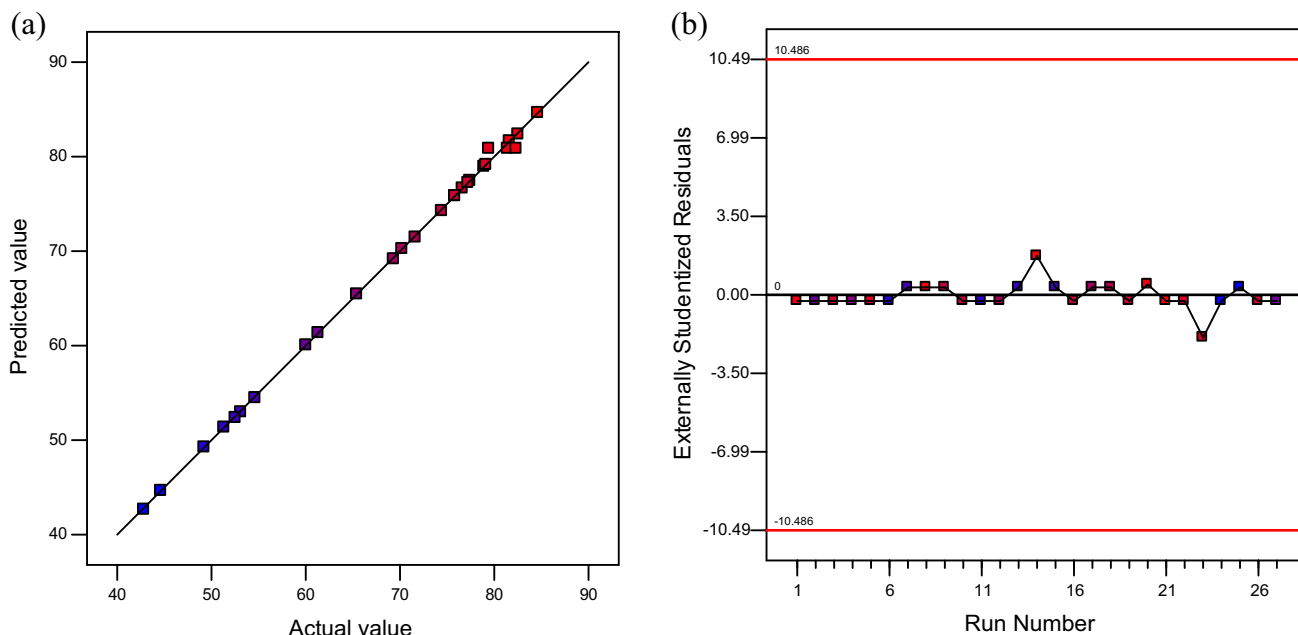 (a)
90
80
70
60
50
40
Predicted value
40 50 60 70 80 90
Actual value
(b)
10.49
6.99
3.50
0.00
-3.50
-6.99
-10.49
10.486
0
-10.486
Externally Studentized Residuals
1 6 11 16 21 26
Run Number